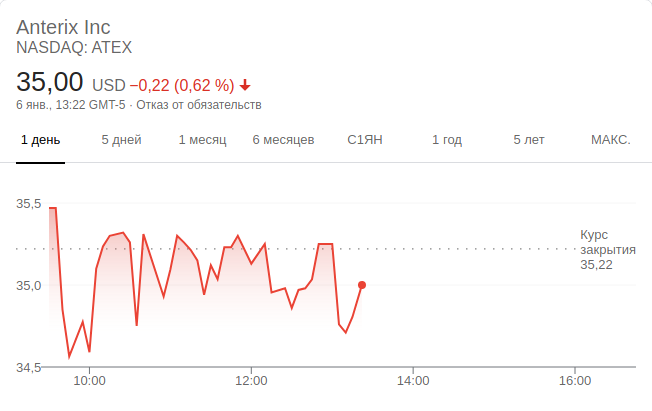 Anterix Inc
NASDAQ: ATEX
35,00 USD −0,22 (0,62 %)
6 янв., 13:22 GMT-5 · Отказ от обязательств
1 день 5 дней 1 месяц 6 месяцев С1ЯН 1 год 5 лет МАКС.
35,5
Курс
закрытия
35,22
35,0
34,5
10:00 12:00 14:00 16:00